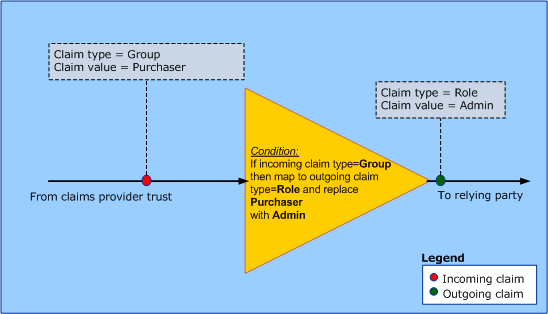 Claim type = Group
Claim value = Purchaser
Claim type = Role
Claim value = Admin
Condition:
If incoming claim type=Group
then map to outgoing claim
type=Role and replace
Purchaser
with Admin
From claims provider trust
To relying party
Legend
Incoming claim
Outgoing claim